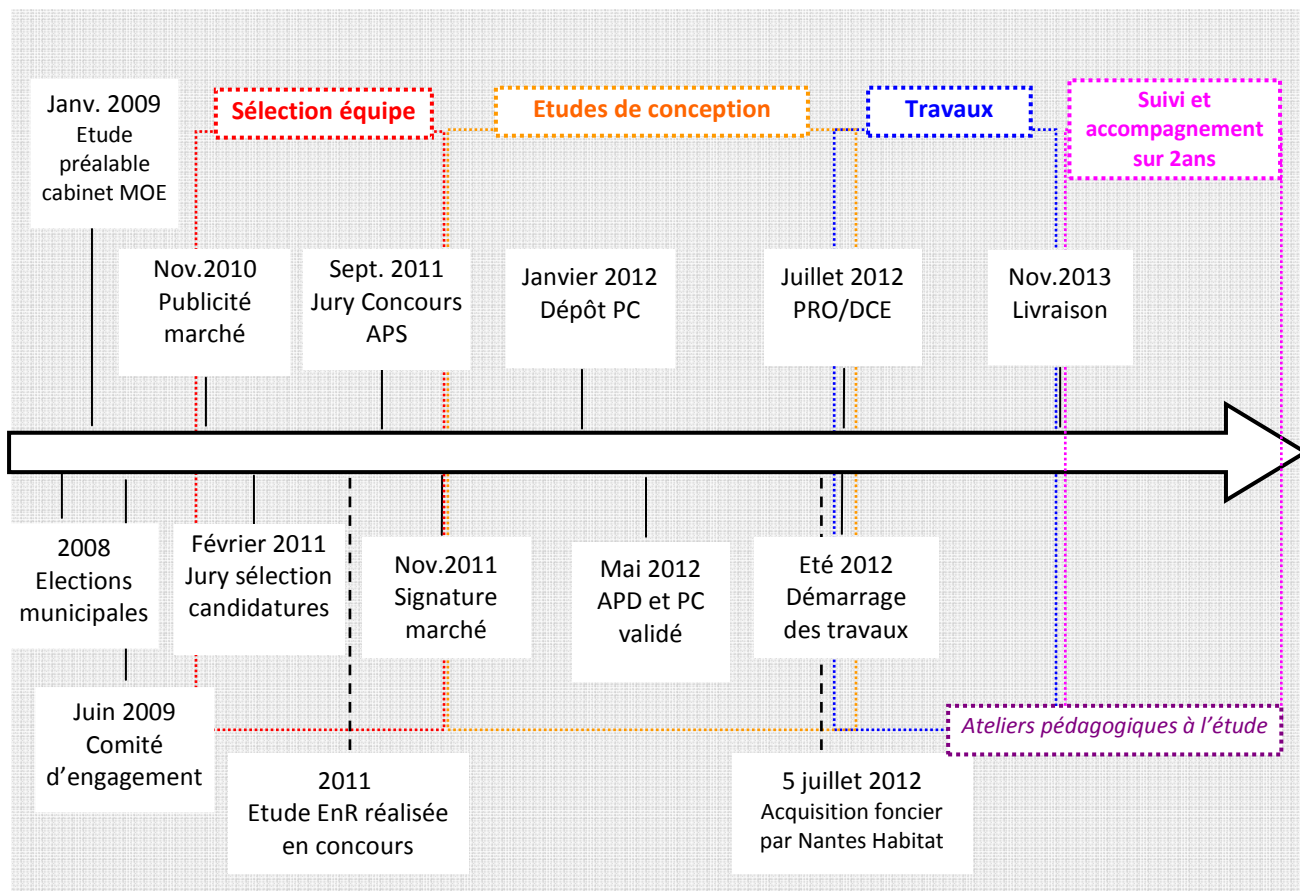 Janv. 2009
Etude
préalable
cabinet MOE
Sélection équipe
Etudes de conception
Travaux
Suivi et
accompagnement
sur 2ans
Nov.2010
Publicité
marché
Sept. 2011
Jury Concours
APS
Janvier 2012
Dépôt PC
Juillet 2012
PRO/DCE
Nov.2013
Livraison
2008
Elections
municipales
Février 2011
Jury sélection
candidatures
Nov.2011
Signature
marché
Mai 2012
APD et PC
validé
Eté 2012
Démarrage
des travaux
Juin 2009
Comité
d’engagement
2011
Etude EnR réalisée
en concours
5 juillet 2012
Acquisition foncier
par Nantes Habitat
Ateliers pédagogiques à l’étude